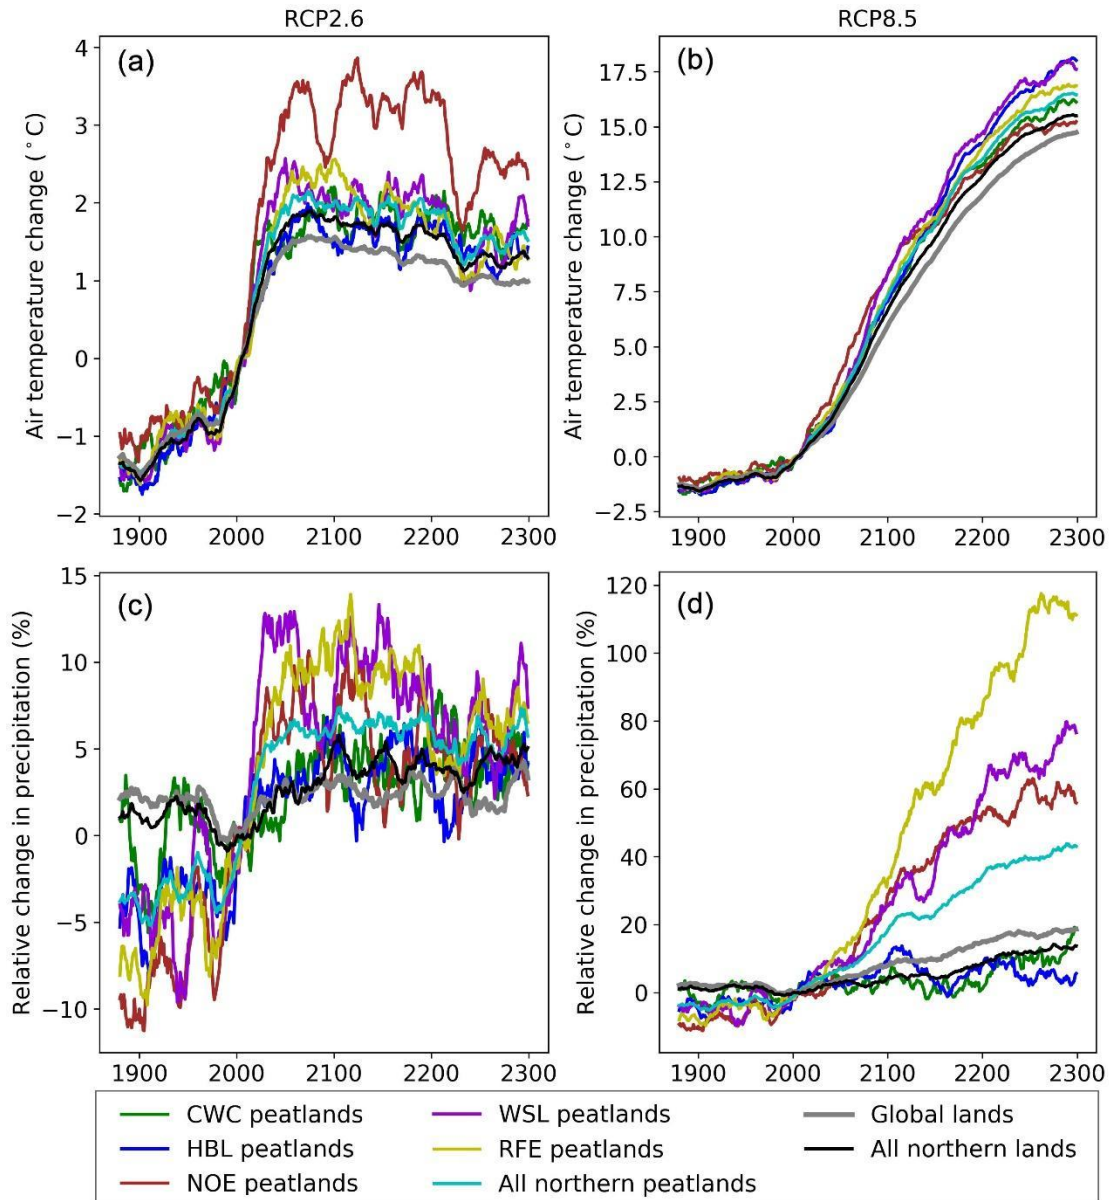 RCP2.6
RCP8.5
(a)
Air temperature change (°C)
4
3
2
1
0
−1
−2
1900 2000 2100 2200 2300
(b)
Air temperature change (°C)
17.5
15.0
12.5
10.0
7.5
5.0
2.5
0.0
−2.5
1900 2000 2100 2200 2300
(c)
Relative change in precipitation (%)
15
10
5
0
−5
−10
1900 2000 2100 2200 2300
(d)
Relative change in precipitation (%)
120
100
80
60
40
20
0
1900 2000 2100 2200 2300
CWC peatlands
HBL peatlands
NOE peatlands
WSL peatlands
RFE peatlands
All northern peatlands
Global lands
All northern lands